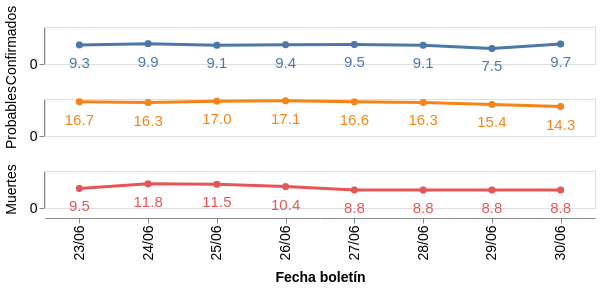 Confirmados
0
9.3 9.9 9.1 9.4 9.5 9.1 7.5 9.7
Probables
0
16.7 16.3 17.0 17.1 16.6 16.3 15.4 14.3
Muertes
0
9.5 11.8 11.5 10.4 8.8 8.8 8.8 8.8
23/06 24/06 25/06 26/06 27/06 28/06 29/06 30/06
Fecha boletín